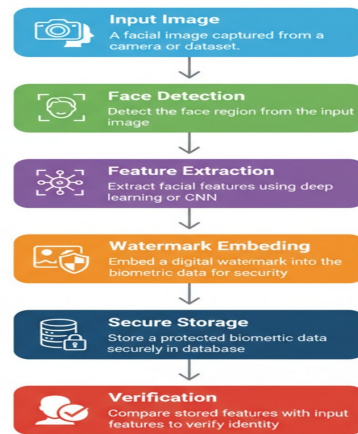 Input Image
A facial image captured from a
camera or dataset.
Face Detection
Detect the face region from the input
image
Feature Extraction
Extract facial features using deep
learning or CNN
Watermark Embeding
Embed a digital watermark into the
biometric data for security
Secure Storage
Store a protected biomertic data
securely in database
Verification
Compare stored features with input
features to verify identity